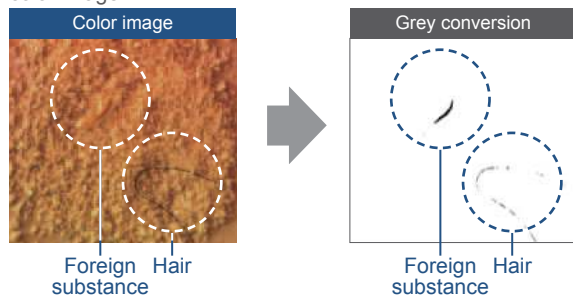 Color image
Grey conversion
Foreign
substance
Hair
Foreign
substance
Hair